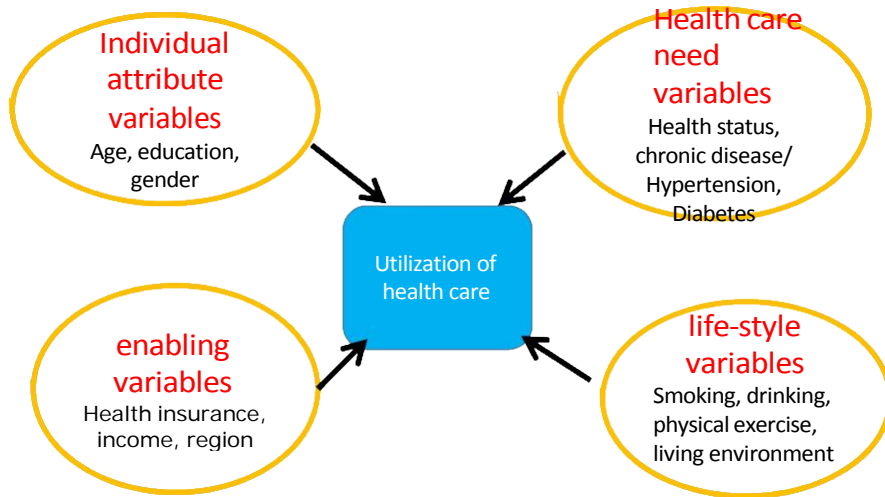 Individual
attribute
variables
Age, education,
gender
Health care
need
variables
Health status,
chronic disease/
Hypertension,
Diabetes
Utilization of
health care
enabling
variables
Health insurance,
income, region
life-style
variables
Smoking, drinking,
physical exercise,
living environment